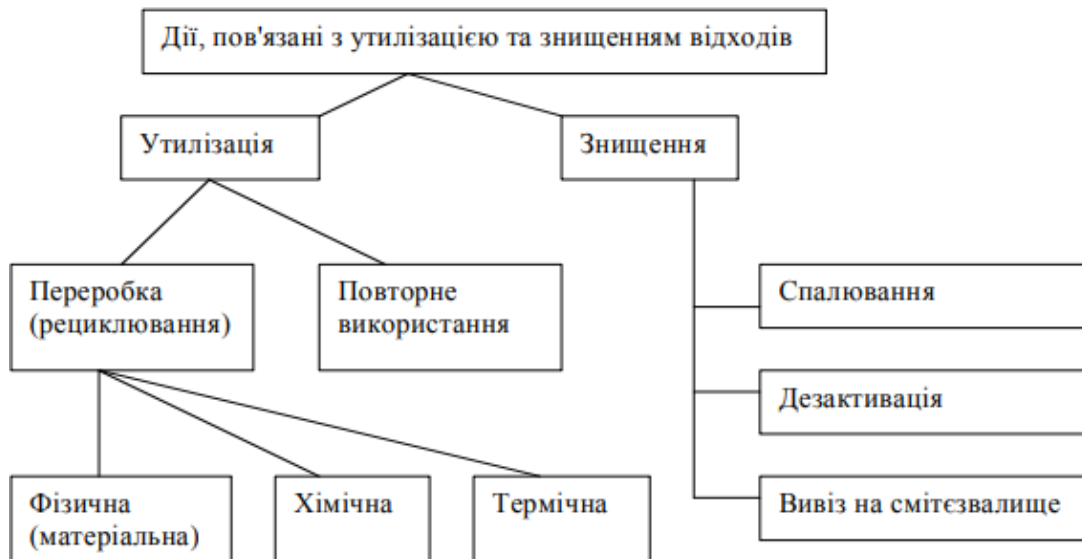 Дії, пов'язані з утилізацією та знищенням відходів
Утилізація
Знищення
Переробка
(рециклювання)
Повторне
використання
Спалювання
Дезактивація
Фізична
(матеріальна)
Хімічна
Термічна
Вивіз на смітєзвалище